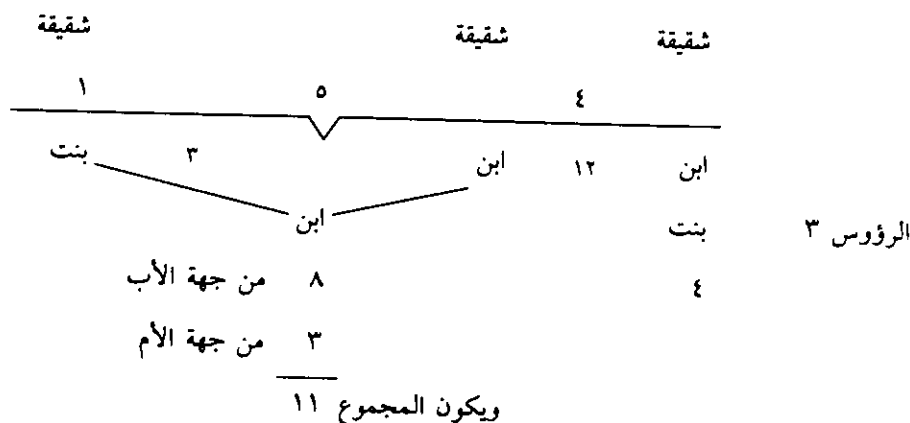 شقيقة شقيقة شقيقة
٤ ٥ ١
ابن ١٢ ابن ٣ بنت
الرؤوس ٣ بنت ابن
٤ ٨ من جهة الأب
٣ من جهة الأم
ويكون المجموع ١١